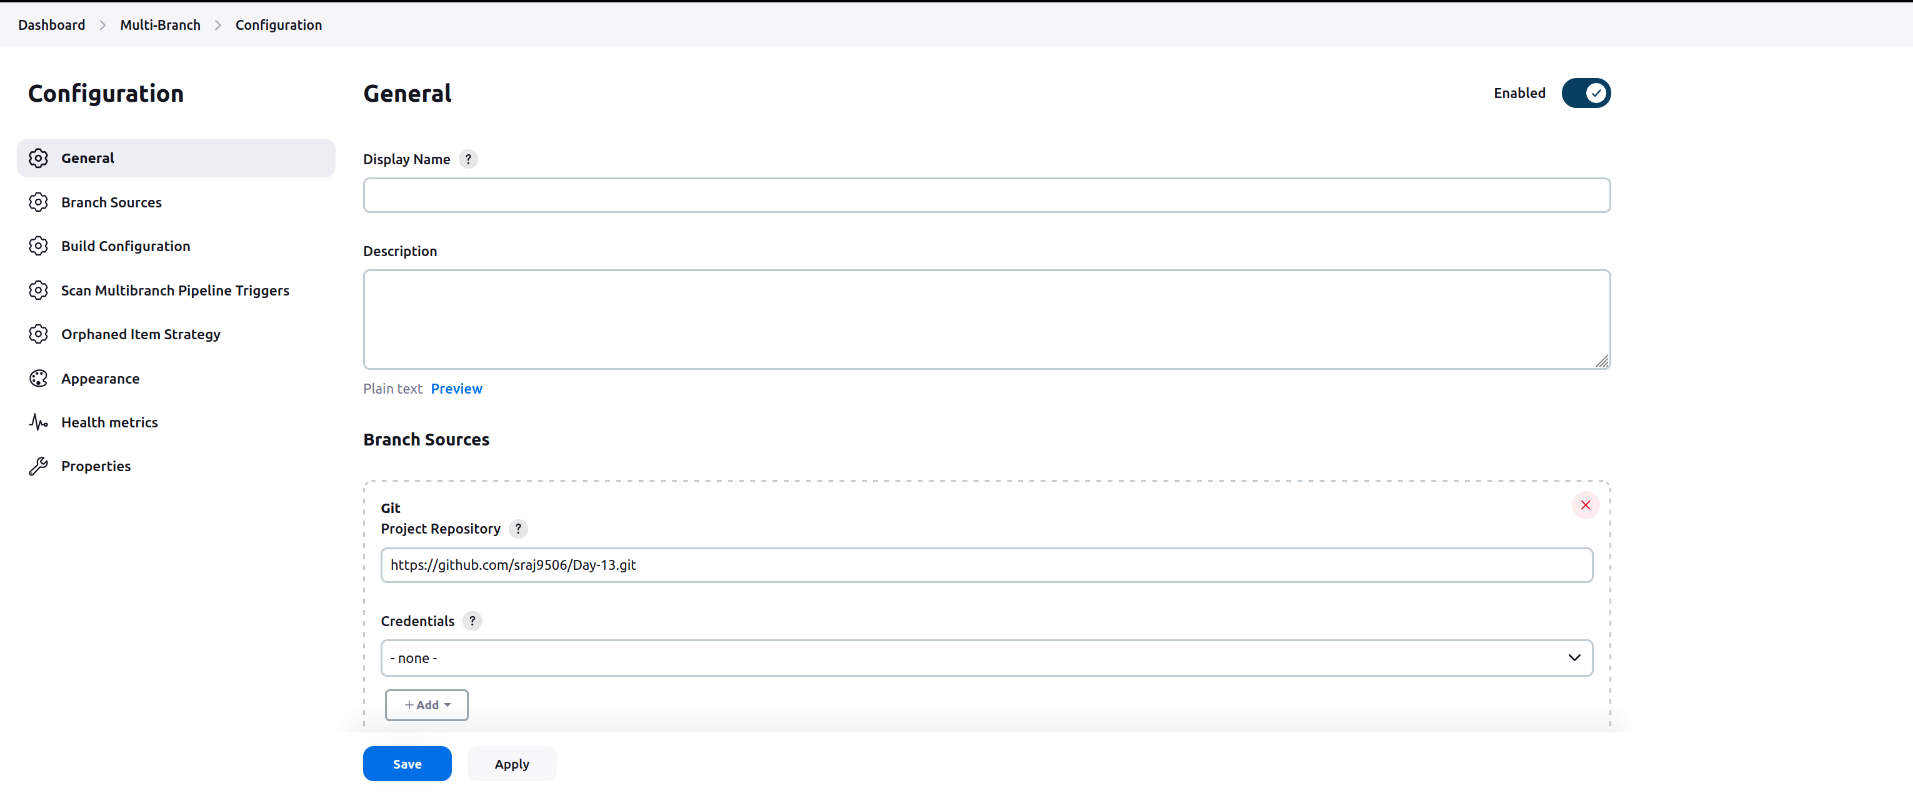 Dashboard > Multi-Branch > Configuration
Configuration
General
Branch Sources
Build Configuration
Scan Multibranch Pipeline Triggers
Orphaned Item Strategy
Appearance
Health metrics
Properties
General
Enabled
Display Name ?
Description
Plain text Preview
Branch Sources
Git
Project Repository ?
https://github.com/sraj9506/Day-13.git
Credentials ?
- none -
+ Add
Save Apply